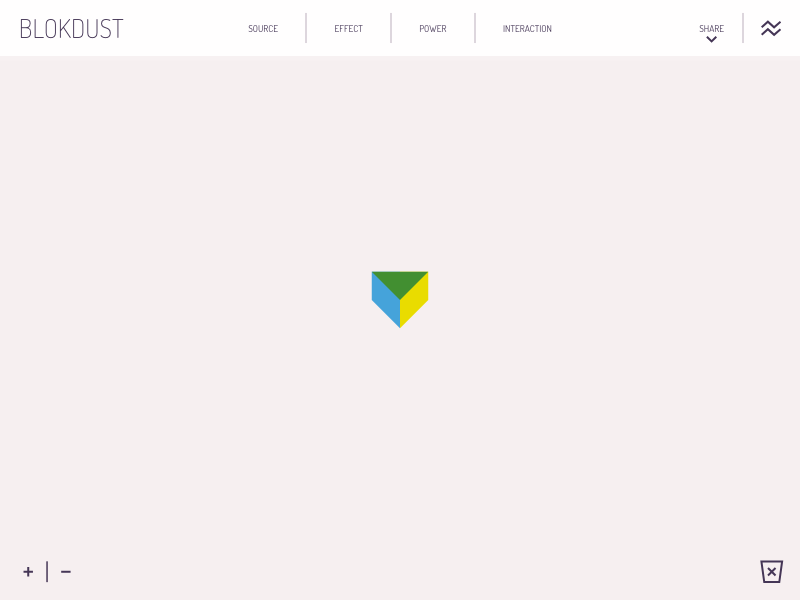 BLOKDUST
SOURCE
EFFECT
POWER
INTERACTION
SHARE